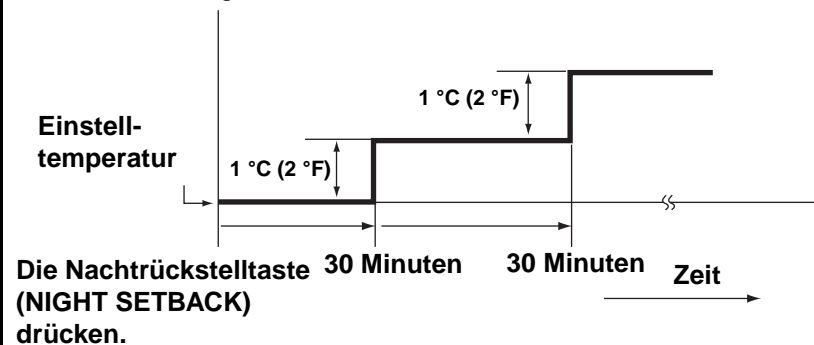 1 °C (2 °F)
Einstell-
temperatur
1 °C (2 °F)
Die Nachtrückstelltaste
(NIGHT SETBACK)
drücken.
30 Minuten
30 Minuten
Zeit